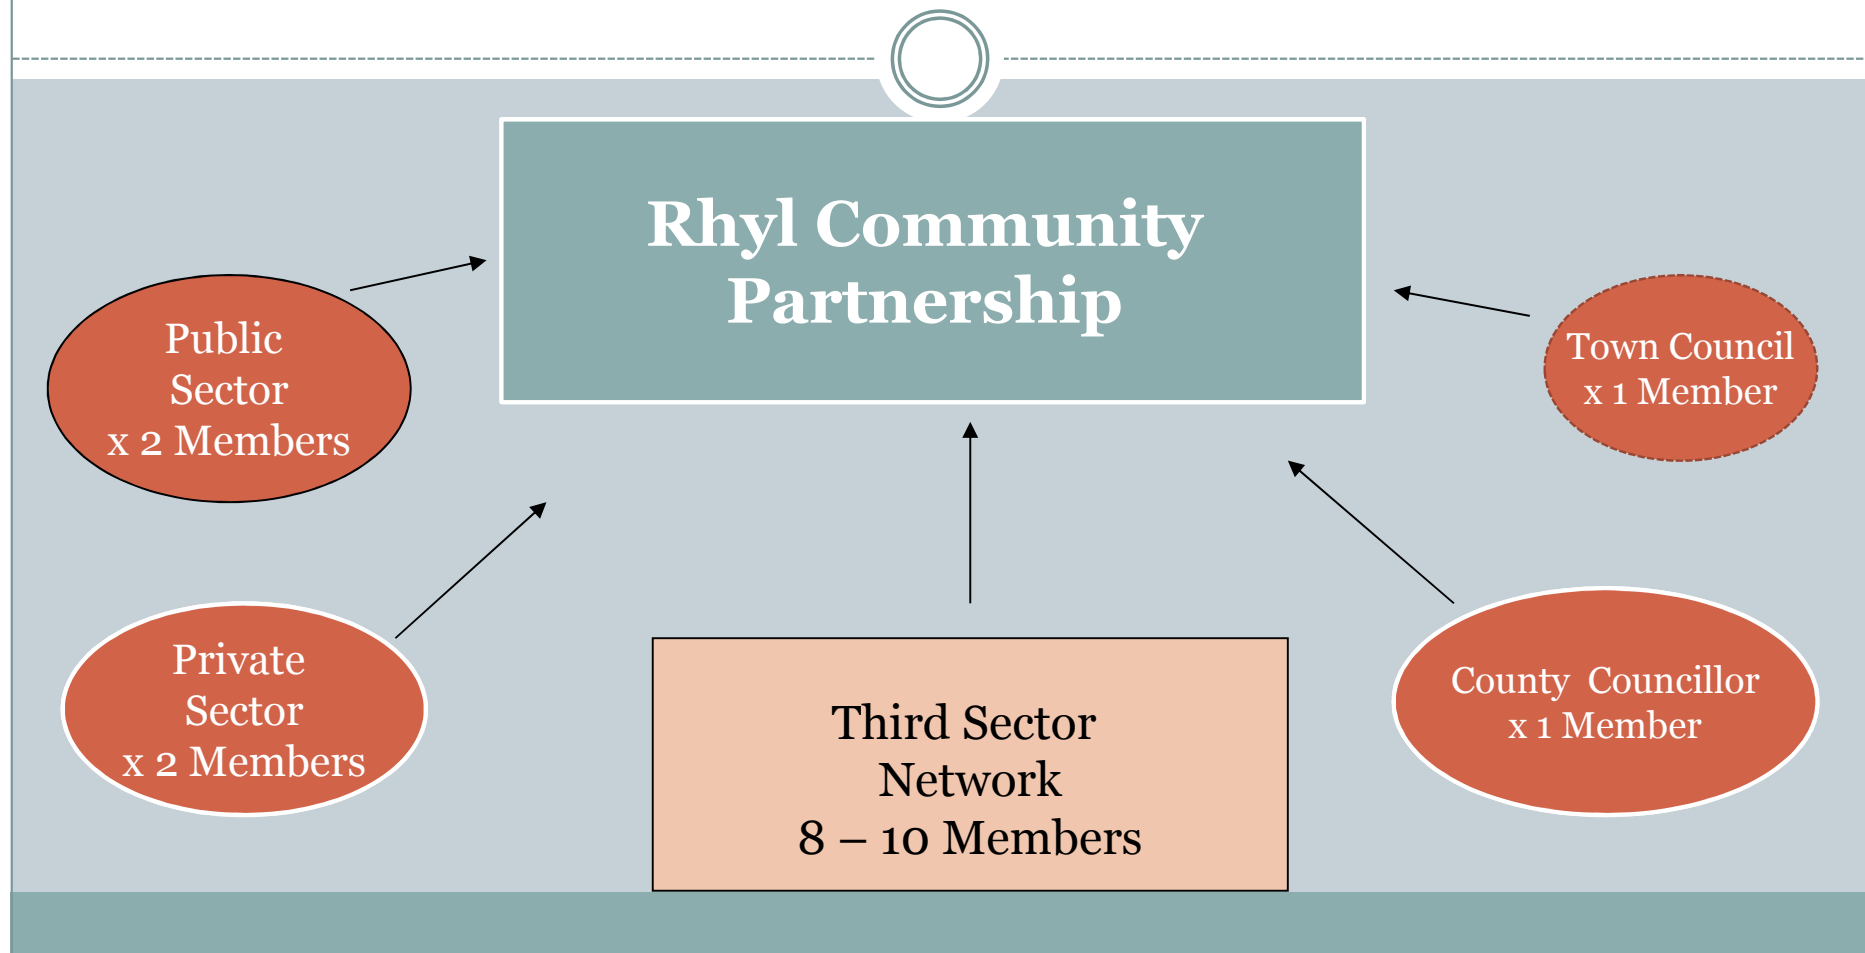 Rhyl Community
Partnership
Public
Sector
x 2 Members
Town Council
x 1 Member
Private
Sector
x 2 Members
Third Sector
Network
8 – 10 Members
County  Councillor
x 1 Member